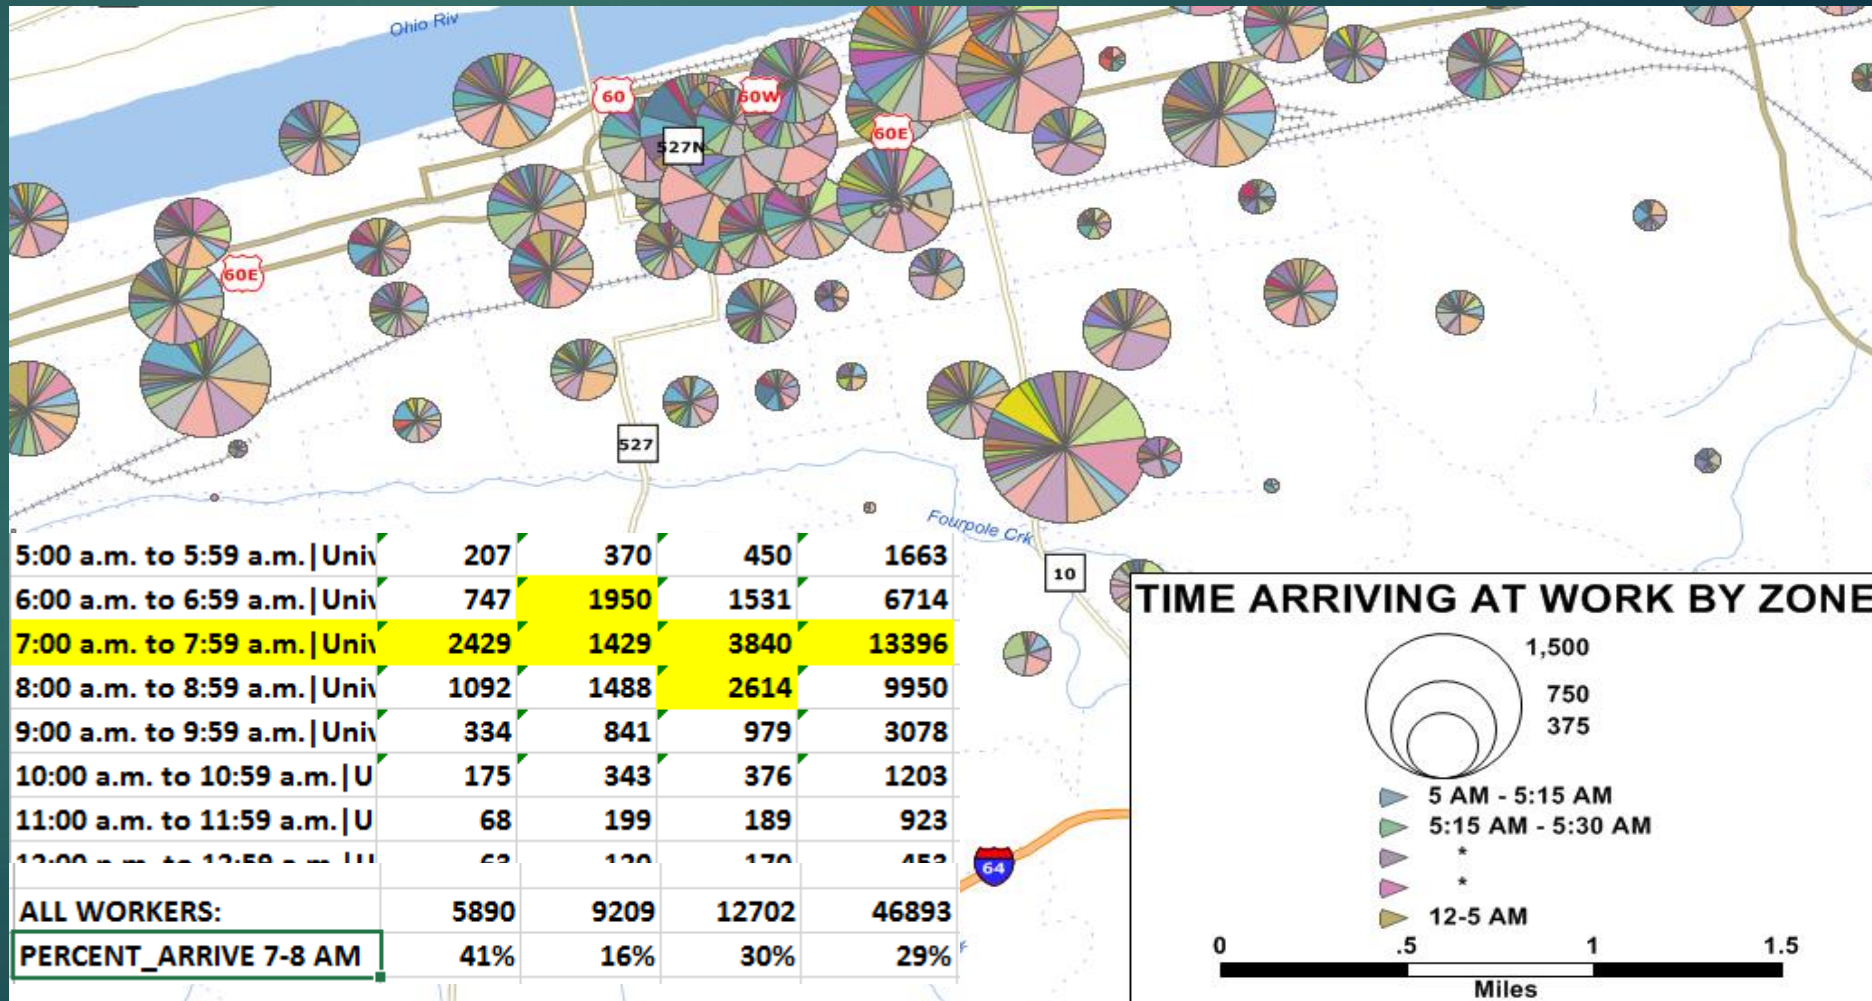 Ohio Riv
60
60W
527N
60E
CSXT
60E
527
Fourpole Crk
10
64
5:00 a.m. to 5:59 a.m.|Univ 207 370 450 1663
6:00 a.m. to 6:59 a.m.|Univ 747 1950 1531 6714
7:00 a.m. to 7:59 a.m.|Univ 2429 1429 3840 13396
8:00 a.m. to 8:59 a.m.|Univ 1092 1488 2614 9950
9:00 a.m. to 9:59 a.m.|Univ 334 841 979 3078
10:00 a.m. to 10:59 a.m.|U 175 343 376 1203
11:00 a.m. to 11:59 a.m.|U 68 199 189 923
ALL WORKERS: 5890 9209 12702 46893
PERCENT_ARRIVE 7-8 AM 41% 16% 30% 29%
TIME ARRIVING AT WORK BY ZONE
1,500
750
375
5 AM - 5:15 AM
5:15 AM - 5:30 AM
*
*
12-5 AM
0 .5 1 1.5
Miles